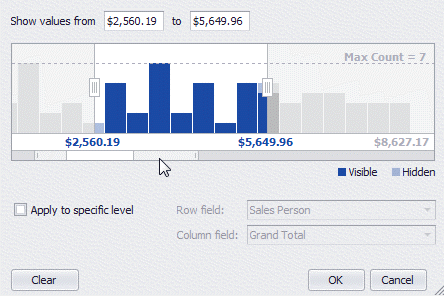 Show values from $2,560.19 to $5,649.96
Max Count = 7
$2,560.19 $5,649.96 $8,627.17
Visible Hidden
Apply to specific level Row field: Sales Person
Column field: Grand Total
Clear OK Cancel